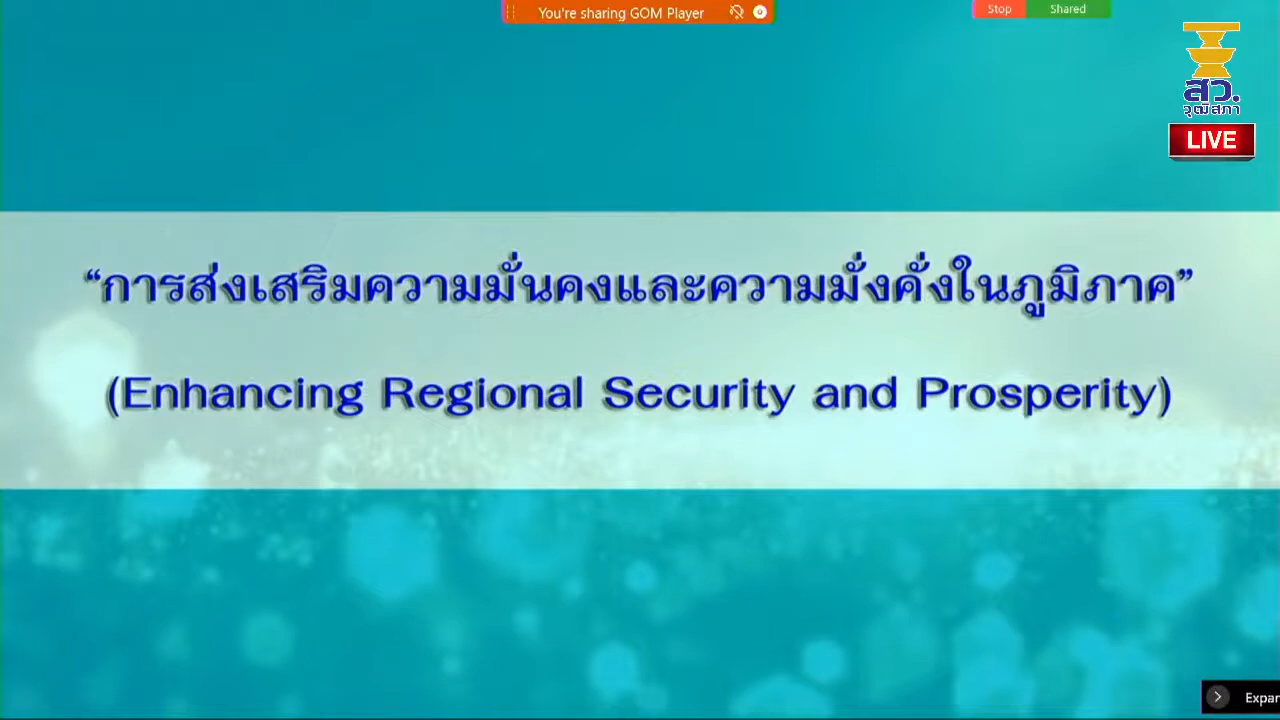 You're sharing GOM Player
Stop
Shared
สว.
วุฒิสภา
LIVE
“การส่งเสริมความมั่นคงและความมั่งคั่งในภูมิภาค”
(Enhancing Regional Security and Prosperity)
Expan